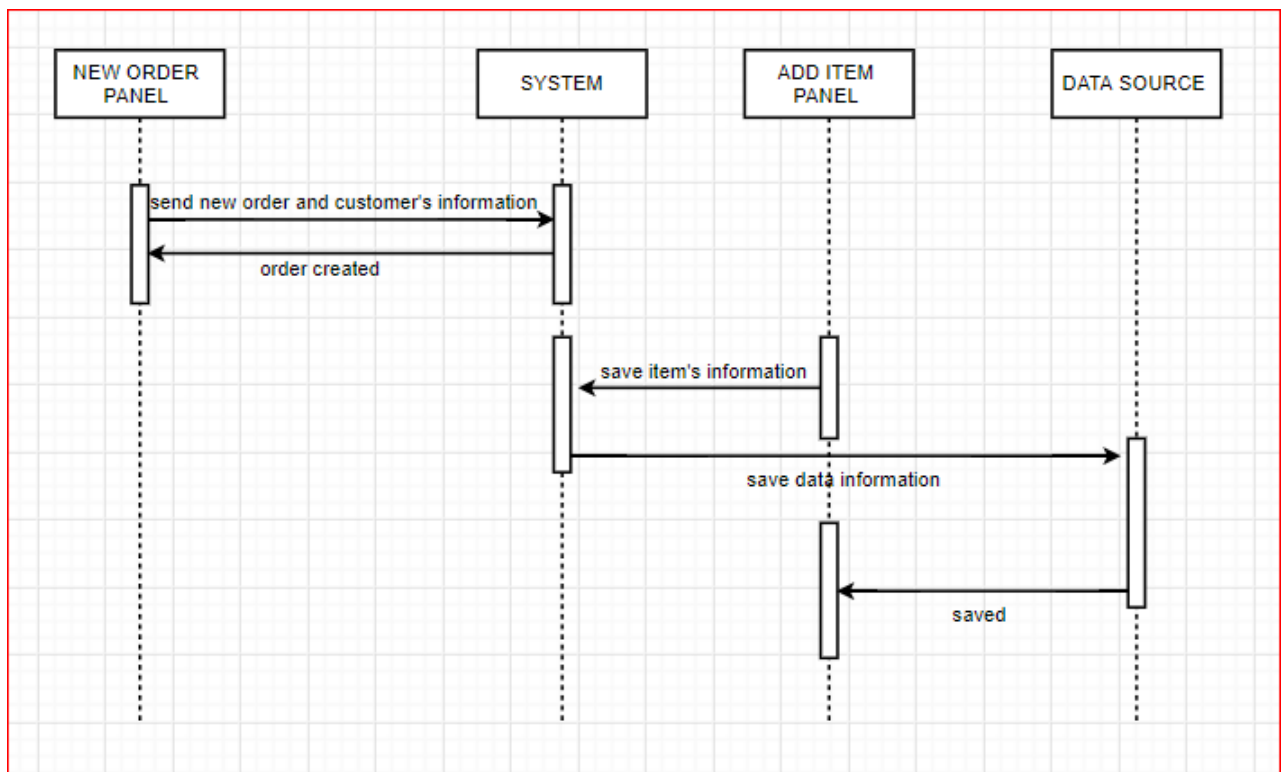 NEW ORDER
PANEL
SYSTEM
ADD ITEM
PANEL
DATA SOURCE
send new order and customer's information
order created
save item's information
save data information
saved